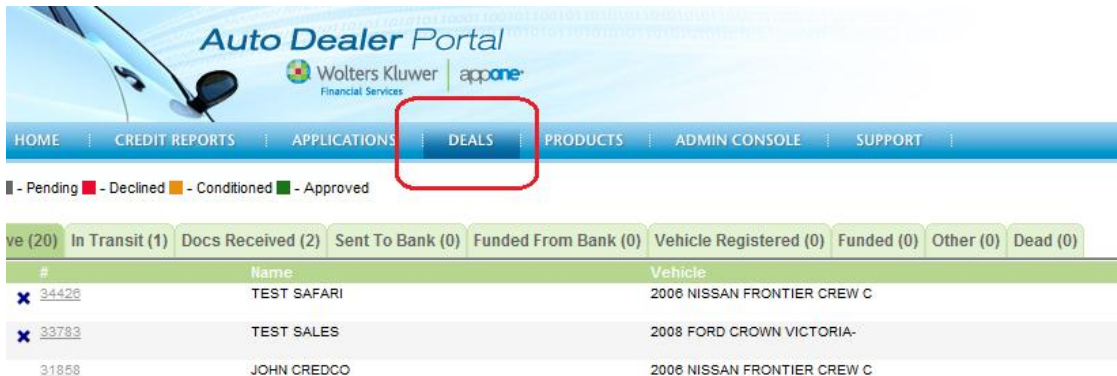 Auto Dealer Portal
Wolters Kluwer appone
Financial Services
HOME CREDIT REPORTS APPLICATIONS DEALS PRODUCTS ADMIN CONSOLE SUPPORT
- Pending - Declined - Conditioned - Approved
ve (20) In Transit (1) Docs Received (2) Sent To Bank (0) Funded From Bank (0) Vehicle Registered (0) Funded (0) Other (0) Dead (0)
# Name Vehicle
34426 TEST SAFARI 2006 NISSAN FRONTIER CREW C
33783 TEST SALES 2008 FORD CROWN VICTORIA-
31858 JOHN CREDCO 2006 NISSAN FRONTIER CREW C